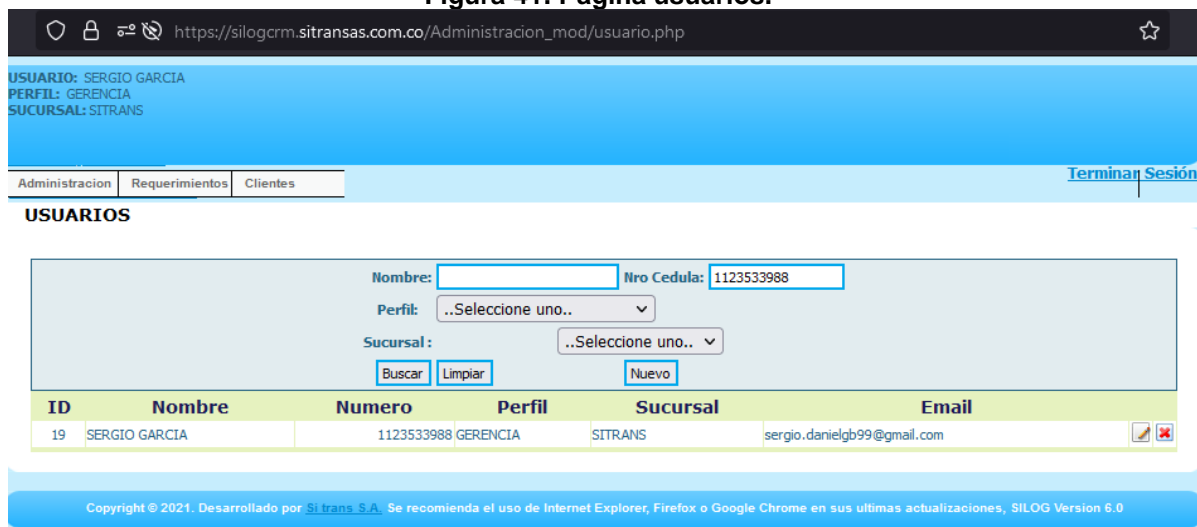 Figura 41. Página usuarios.
https://silogcrm.sitransas.com.co/Administracion_mod/usuario.php
USUARIO: SERGIO GARCIA
PERFIL: GERENCIA
SUCURSAL: SITRANS
Terminar Sesión
Administracion Requerimientos Clientes
USUARIOS
Nombre: Nro Cedula: 1123533988
Perfil: ..Seleccione uno..
Sucursal : ..Seleccione uno..
Buscar Limpiar Nuevo
ID Nombre Numero Perfil Sucursal Email
19 SERGIO GARCIA 1123533988 GERENCIA SITRANS sergio.danielgb99@gmail.com
Copyright © 2021. Desarrollado por Si trans S.A. Se recomienda el uso de Internet Explorer, Firefox o Google Chrome en sus ultimas actualizaciones, SILOG Version 6.0